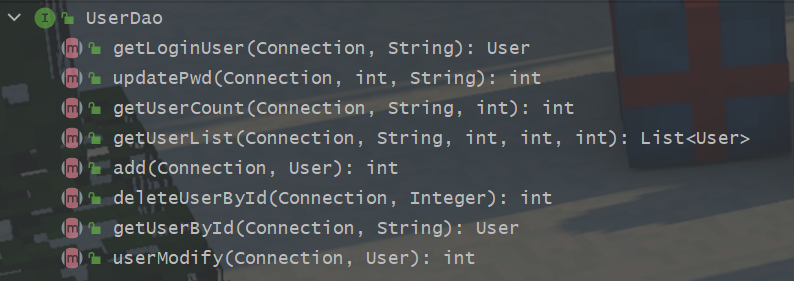 UserDao
getLoginUser(Connection, String): User
updatePwd(Connection, int, String): int
getUserCount(Connection, String, int): int
getUserList(Connection, String, int, int, int): List<User>
add(Connection, User): int
deleteUserById(Connection, Integer): int
getUserById(Connection, String): User
userModify(Connection, User): int